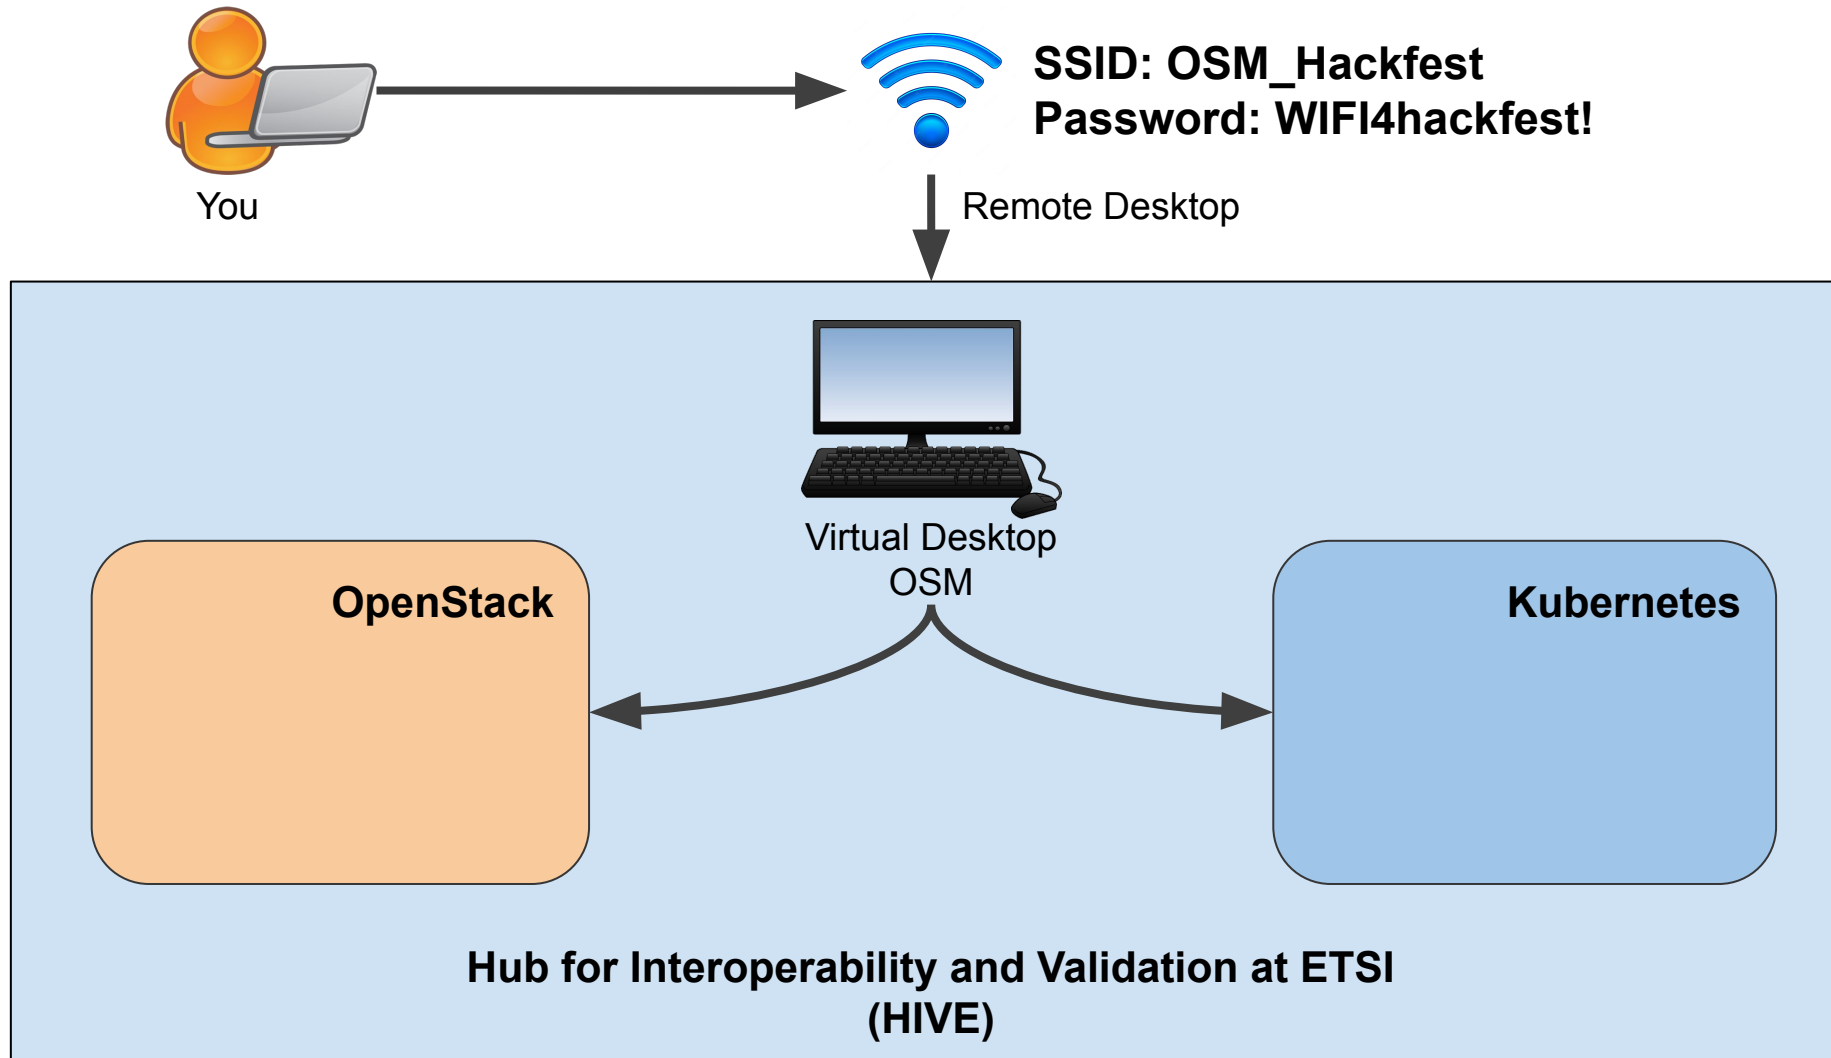 SSID: OSM_Hackfest
Password: WIFI4hackfest!
You
Remote Desktop
Virtual Desktop
OSM
OpenStack
Kubernetes
Hub for Interoperability and Validation at ETSI
(HIVE)